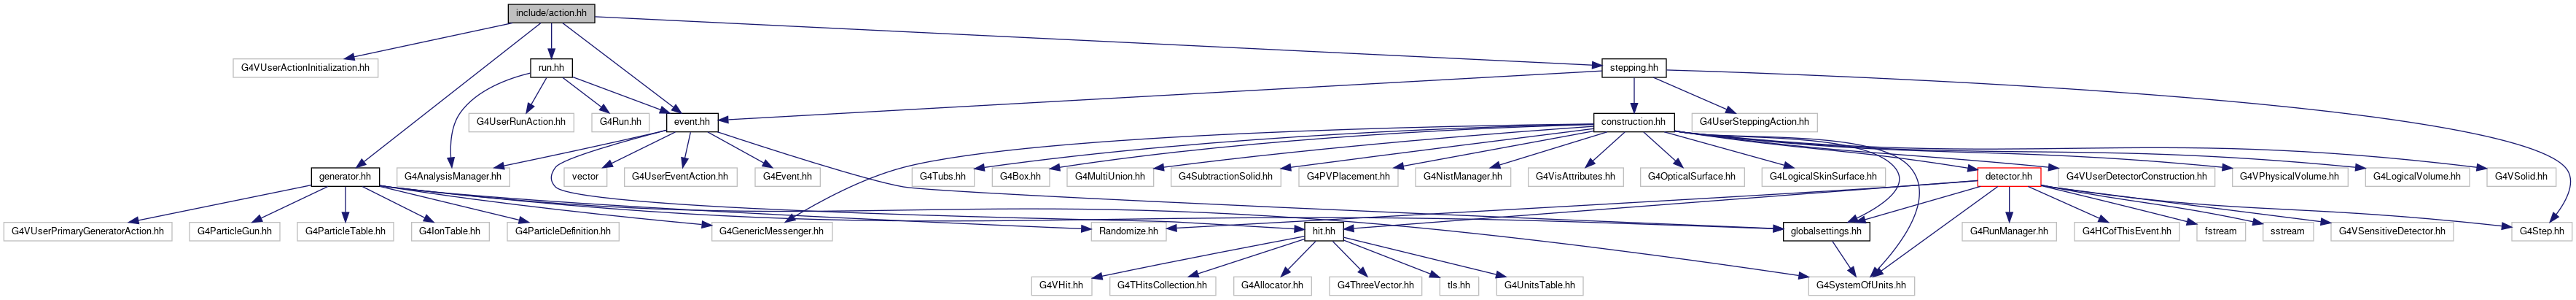 include/action.hh
G4VUserActionInitialization.hh
run.hh
stepping.hh
G4UserRunAction.hh
G4Run.hh
event.hh
construction.hh
G4UserSteppingAction.hh
generator.hh
G4AnalysisManager.hh
vector
G4UserEventAction.hh
G4Event.hh
G4Tubs.hh
G4Box.hh
G4MultiUnion.hh
G4SubtractionSolid.hh
G4PVPlacement.hh
G4NistManager.hh
G4VisAttributes.hh
G4OpticalSurface.hh
G4LogicalSkinSurface.hh
detector.hh
G4VUserDetectorConstruction.hh
G4VPhysicalVolume.hh
G4LogicalVolume.hh
G4VSolid.hh
G4VUserPrimaryGeneratorAction.hh
G4ParticleGun.hh
G4ParticleTable.hh
G4IonTable.hh
G4ParticleDefinition.hh
G4GenericMessenger.hh
Randomize.hh
hit.hh
globalsettings.hh
G4RunManager.hh
G4HCofThisEvent.hh
fstream
sstream
G4VSensitiveDetector.hh
G4Step.hh
G4VHit.hh
G4THitsCollection.hh
G4Allocator.hh
G4ThreeVector.hh
tls.hh
G4UnitsTable.hh
G4SystemOfUnits.hh